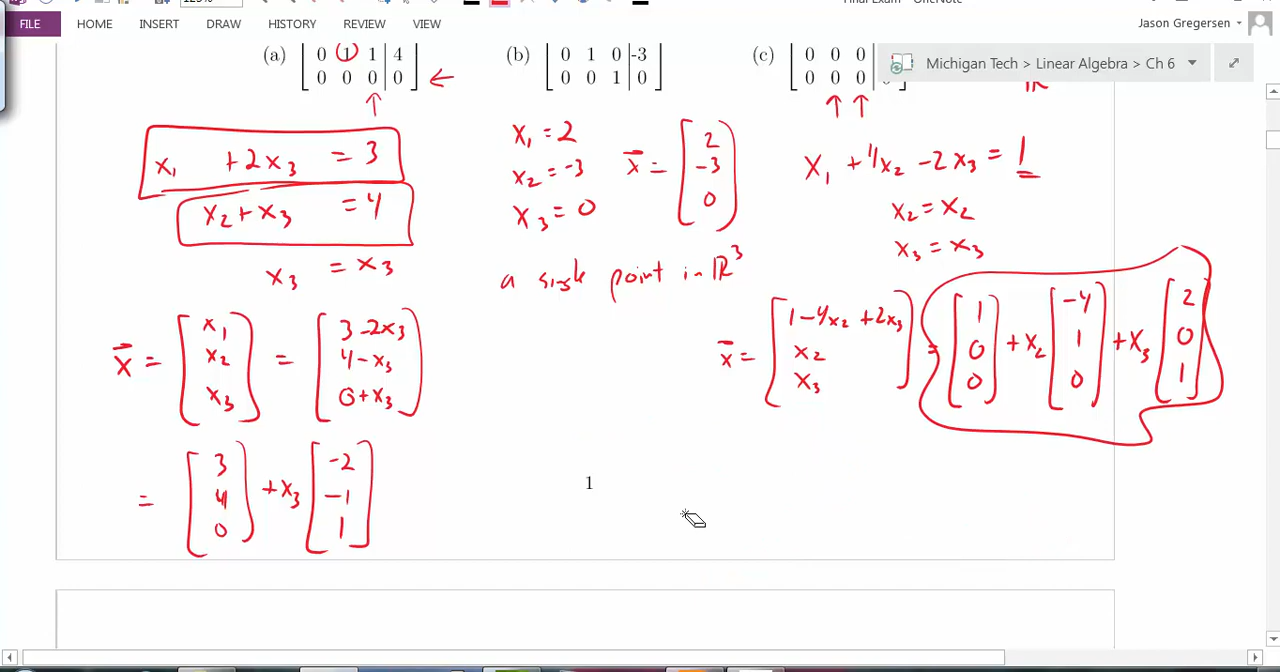 Final Exam - OneNote
FILE HOME INSERT DRAW HISTORY REVIEW VIEW
Jason Gregersen
Michigan Tech > Linear Algebra > Ch 6
(a) [0 1 1 | 4]
[0 0 0 | 0] ←
↑
(b) [0 1 0 | -3]
[0 0 1 | 0]
(c) [0 0 0
0 0 0
↑ ↑
x₁ +2x₃ = 3
x₂+x₃ = 4
x₃ = x₃
x⃗ = [x₁ x₂ x₃] = [3-2x₃ 4-x₃ 0+x₃]
= [3 4 0] +x₃ [-2 -1 1]
x₁ = 2
x₂ = -3
x₃ = 0
x⃗ = [2 -3 0]
a single point in ℝ³
x₁ + 4x₂ - 2x₃ = 1
x₂ = x₂
x₃ = x₃
x⃗ = [1-4x₂+2x₃ x₂ x₃] = [1 0 0] +x₂ [-4 1 0] +x₃ [2 0 1]
1